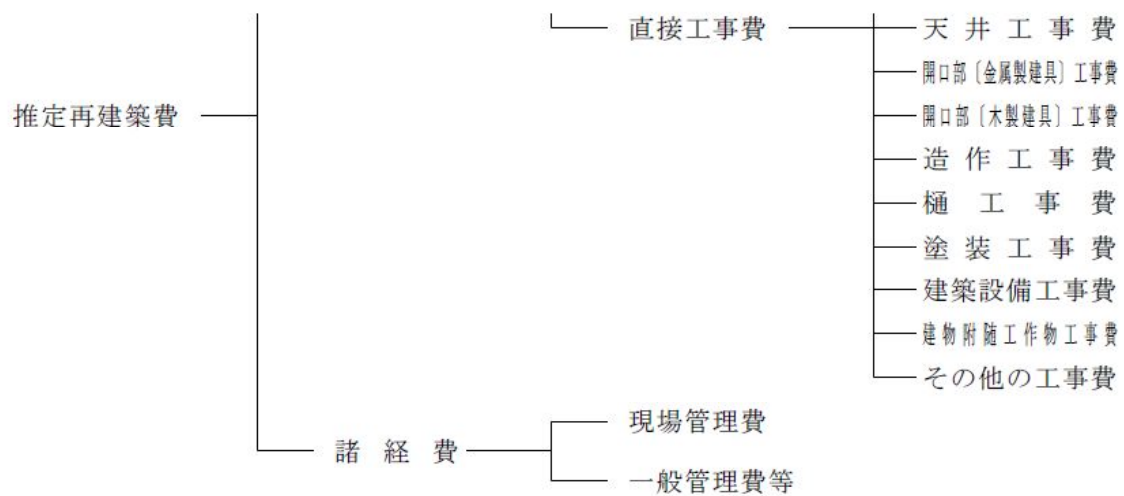 直接工事費
天井工事費
開口部〔金属製建具〕工事費
推定再建築費
開口部〔木製建具〕工事費
造作工事費
樋工事費
塗装工事費
建築設備工事費
建物附随工作物工事費
その他の工事費
現場管理費
諸経費
一般管理費等